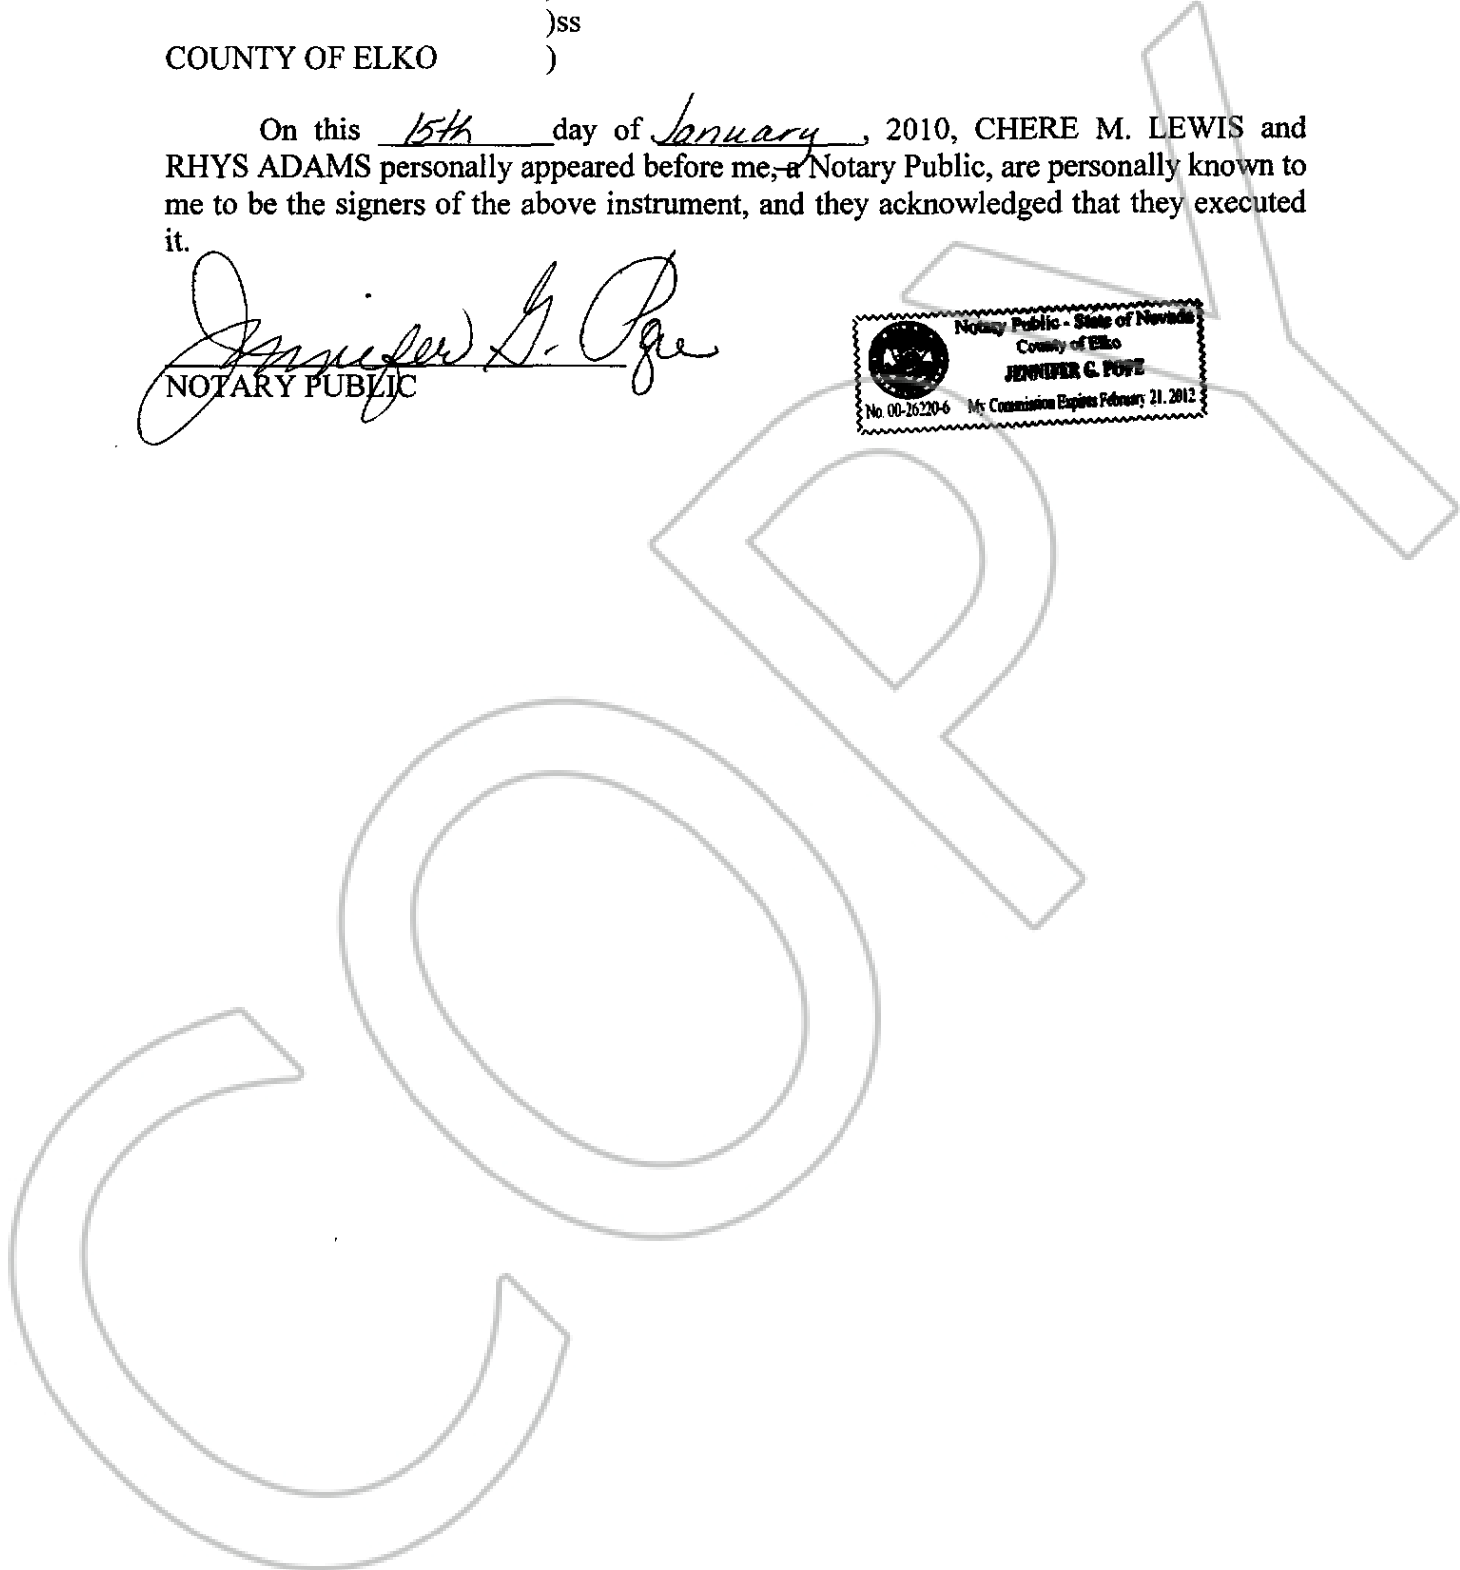 )ss
COUNTY OF ELKO )
On this 15th day of January, 2010, CHERE M. LEWIS and
RHYS ADAMS personally appeared before me, a Notary Public, are personally known to
me to be the signers of the above instrument, and they acknowledged that they executed
it.
Jennifer G. Pope
NOTARY PUBLIC
Notary Public - State of Nevada
County of Elko
JENNIFER G. POPE
No. 00-26220-6 My Commission Expires February 21, 2012
COPY